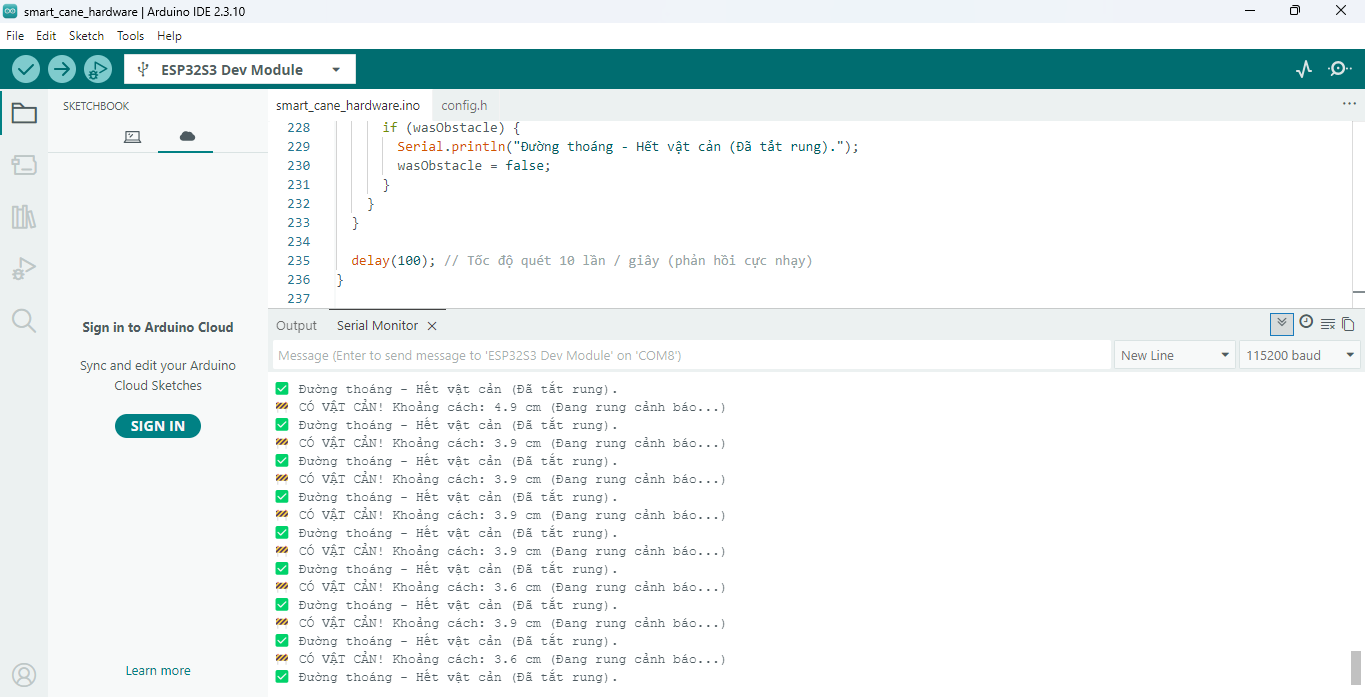 smart_cane_hardware | Arduino IDE 2.3.10
File Edit Sketch Tools Help
ESP32S3 Dev Module
SKETCHBOOK
smart_cane_hardware.ino config.h
228 if (wasObstacle) {
229 Serial.println("Đường thoáng - Hết vật cản (Đã tắt rung).");
230 wasObstacle = false;
231 }
232 }
233 }
234
235 delay(100); // Tốc độ quét 10 lần / giây (phản hồi cực nhạy)
236 }
237
Sign in to Arduino Cloud
Sync and edit your Arduino
Cloud Sketches
SIGN IN
Learn more
Output Serial Monitor
Message (Enter to send message to 'ESP32S3 Dev Module' on 'COM8')
New Line
115200 baud
✅ Đường thoáng - Hết vật cản (Đã tắt rung).
🚧 CÓ VẬT CẢN! Khoảng cách: 4.9 cm (Đang rung cảnh báo...)
✅ Đường thoáng - Hết vật cản (Đã tắt rung).
🚧 CÓ VẬT CẢN! Khoảng cách: 3.9 cm (Đang rung cảnh báo...)
✅ Đường thoáng - Hết vật cản (Đã tắt rung).
🚧 CÓ VẬT CẢN! Khoảng cách: 3.9 cm (Đang rung cảnh báo...)
✅ Đường thoáng - Hết vật cản (Đã tắt rung).
🚧 CÓ VẬT CẢN! Khoảng cách: 3.9 cm (Đang rung cảnh báo...)
✅ Đường thoáng - Hết vật cản (Đã tắt rung).
🚧 CÓ VẬT CẢN! Khoảng cách: 3.9 cm (Đang rung cảnh báo...)
✅ Đường thoáng - Hết vật cản (Đã tắt rung).
🚧 CÓ VẬT CẢN! Khoảng cách: 3.6 cm (Đang rung cảnh báo...)
✅ Đường thoáng - Hết vật cản (Đã tắt rung).
🚧 CÓ VẬT CẢN! Khoảng cách: 3.9 cm (Đang rung cảnh báo...)
✅ Đường thoáng - Hết vật cản (Đã tắt rung).
🚧 CÓ VẬT CẢN! Khoảng cách: 3.6 cm (Đang rung cảnh báo...)
✅ Đường thoáng - Hết vật cản (Đã tắt rung).